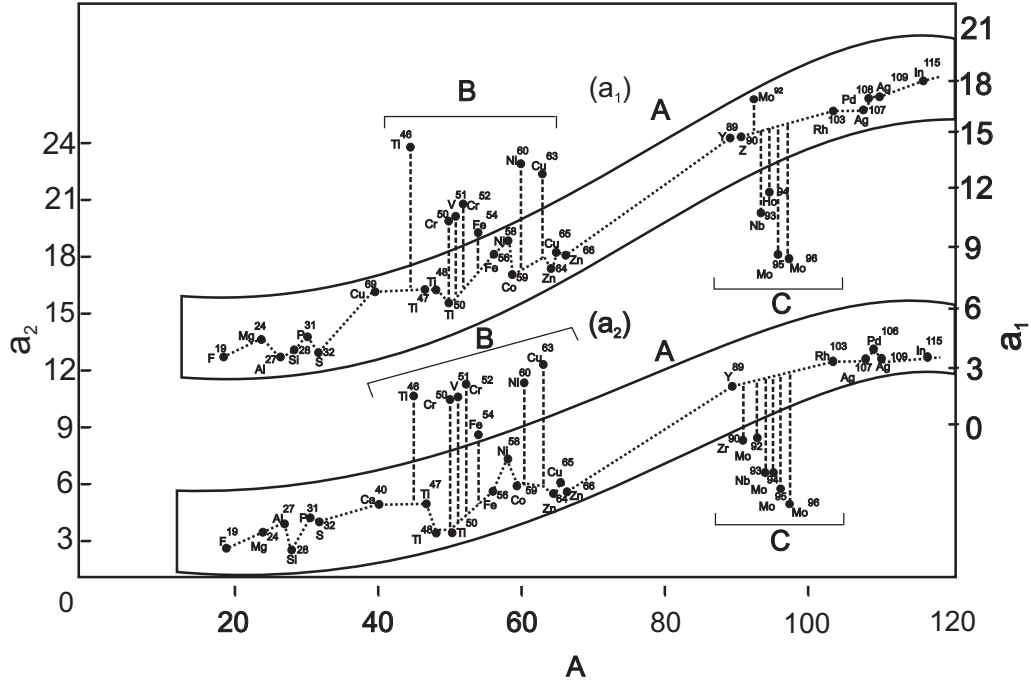 21
18
15
12
9
6
3
0
a₁
24
21
18
15
12
9
6
3
0
a₂
20
40
60
80
100
120
A
B
(a₁)
A
C
F 19
Mg 24
Al 27
Si 28
P 31
S 32
Cu 69
Ti 46
Ti 47
Ti 48
Ti 50
Cr 50
V 51
Cr 52
Fe 54
Fe 56
Ni 58
Co 59
Ni 60
Cu 63
Zn 64
Cu 65
Zn 66
Y 89
Z 90
Mo 92
Nb 93
Ho 94
Mo 95
Mo 96
Rh 103
Pd 108
Ag 107
Ag 109
In 115
B
(a₂)
A
C
F 19
Mg 24
Al 27
Si 28
P 31
S 32
Ca 40
Ti 46
Ti 47
Ti 48
Ti 50
Cr 50
V 51
Cr 52
Fe 54
Fe 56
Ni 58
Co 59
Ni 60
Cu 63
Zn 64
Cu 65
Zn 66
Y 89
Zr 90
Mo 92
Nb 93
Mo 94
Mo 95
Mo 96
Rh 103
Pd 106
Ag 107
Ag 109
In 115